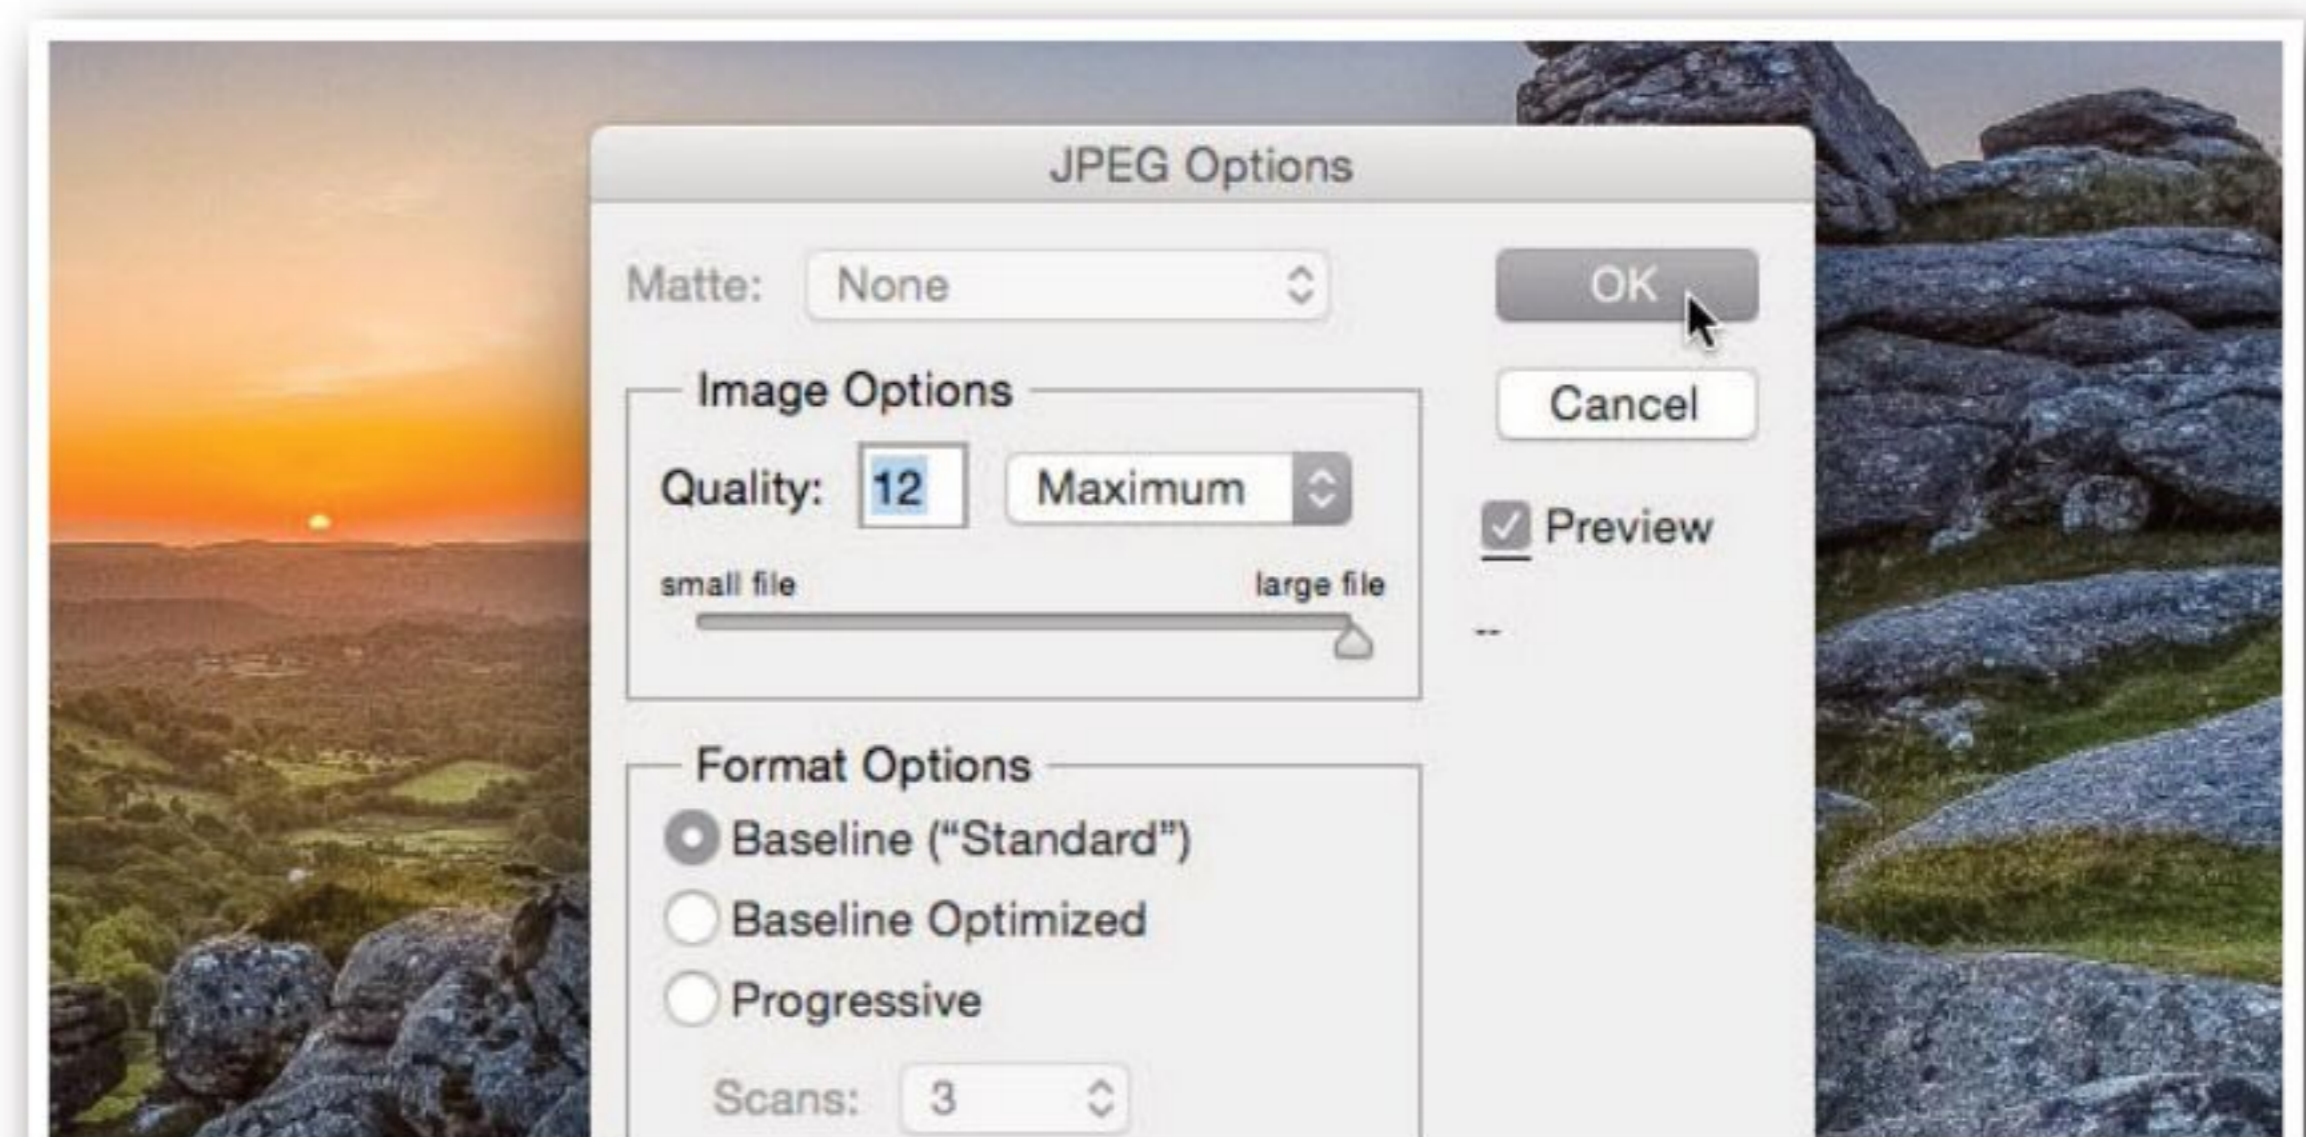 JPEG Options
Matte: None
OK
Image Options
Cancel
Quality: 12 Maximum
Preview
small file large file
--
Format Options
Baseline (“Standard”)
Baseline Optimized
Progressive
Scans: 3